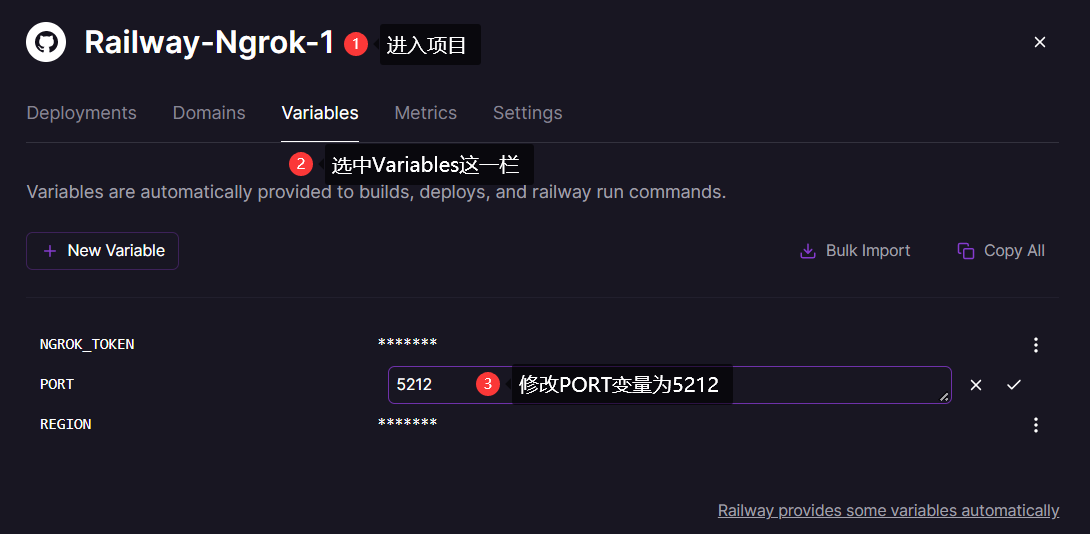 Railway-Ngrok-1 1 进入项目
Deployments Domains Variables Metrics Settings
2 选中Variables这一栏
Variables are automatically provided to builds, deploys, and railway run commands.
+ New Variable Bulk Import Copy All
NGROK_TOKEN *******
PORT 5212 3 修改PORT变量为5212
REGION *******
Railway provides some variables automatically